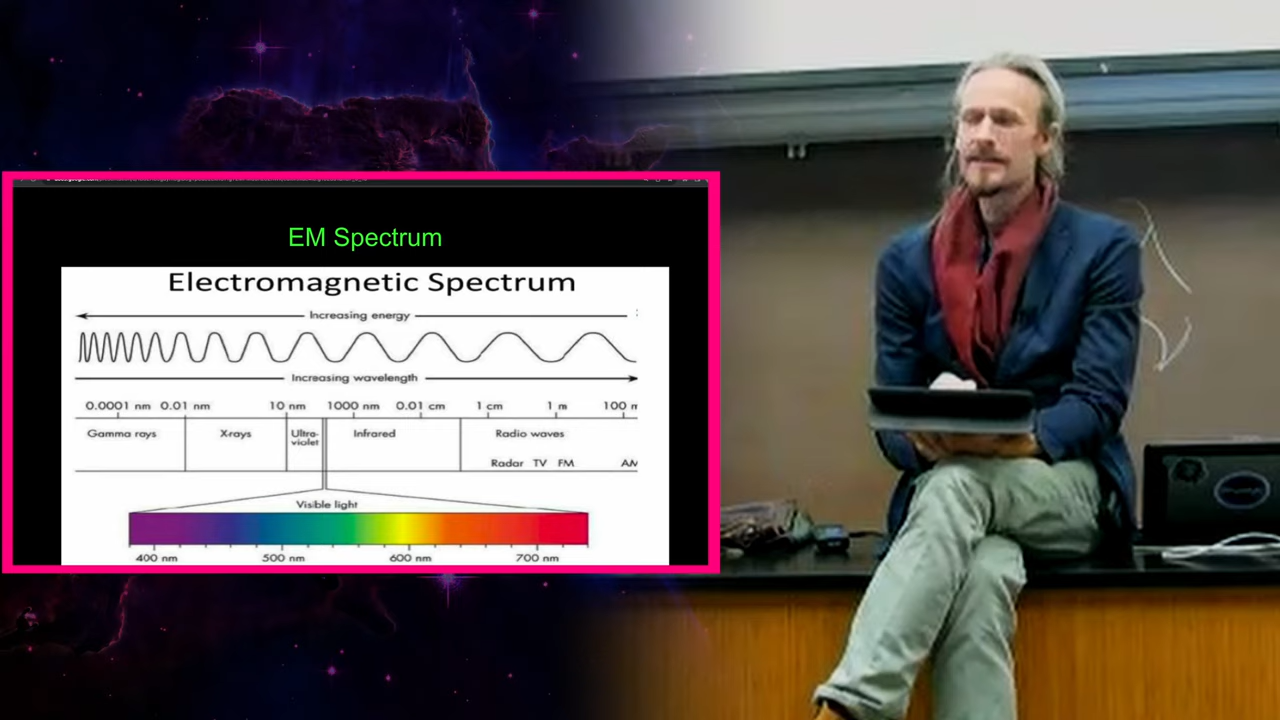 EM Spectrum
Electromagnetic Spectrum
Increasing energy
Increasing wavelength
0.0001 nm 0.01 nm 10 nm 1000 nm 0.01 cm 1 cm 1 m 100 m
Gamma rays X-rays Ultra-violet Infrared Radio waves
Radar TV FM AM
Visible light
400 nm 500 nm 600 nm 700 nm